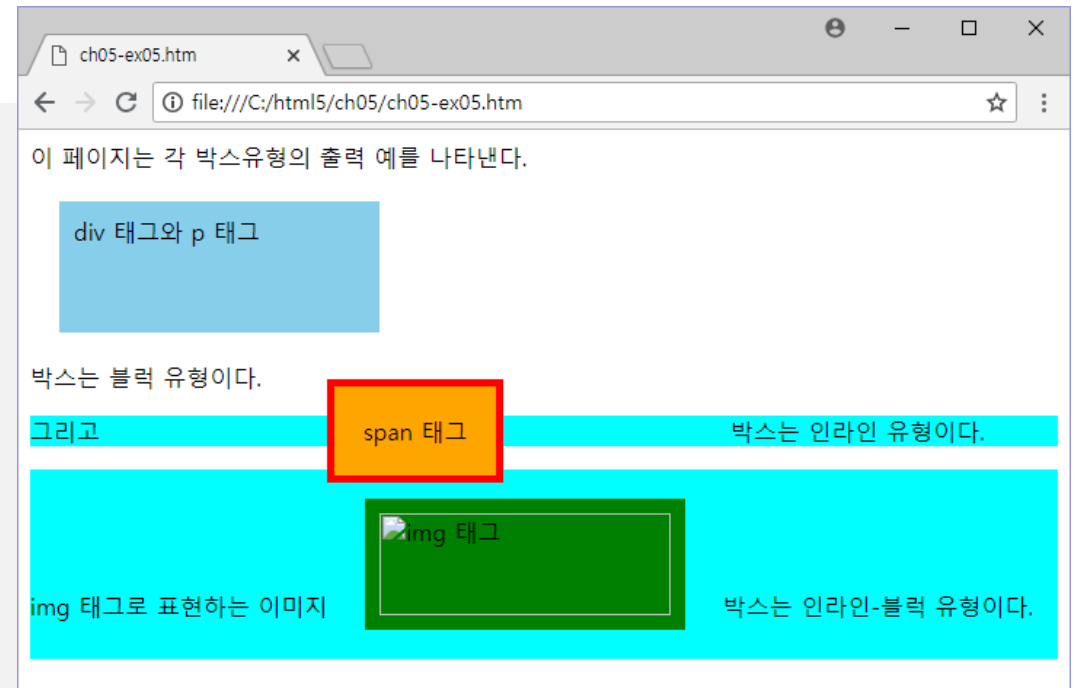 ch05-ex05.htm
file:///C:/html5/ch05/ch05-ex05.htm
이 페이지는 각 박스유형의 출력 예를 나타낸다.
div 태그와 p 태그
박스는 블럭 유형이다.
그리고 span 태그 박스는 인라인 유형이다.
img 태그
img 태그로 표현하는 이미지 박스는 인라인-블럭 유형이다.